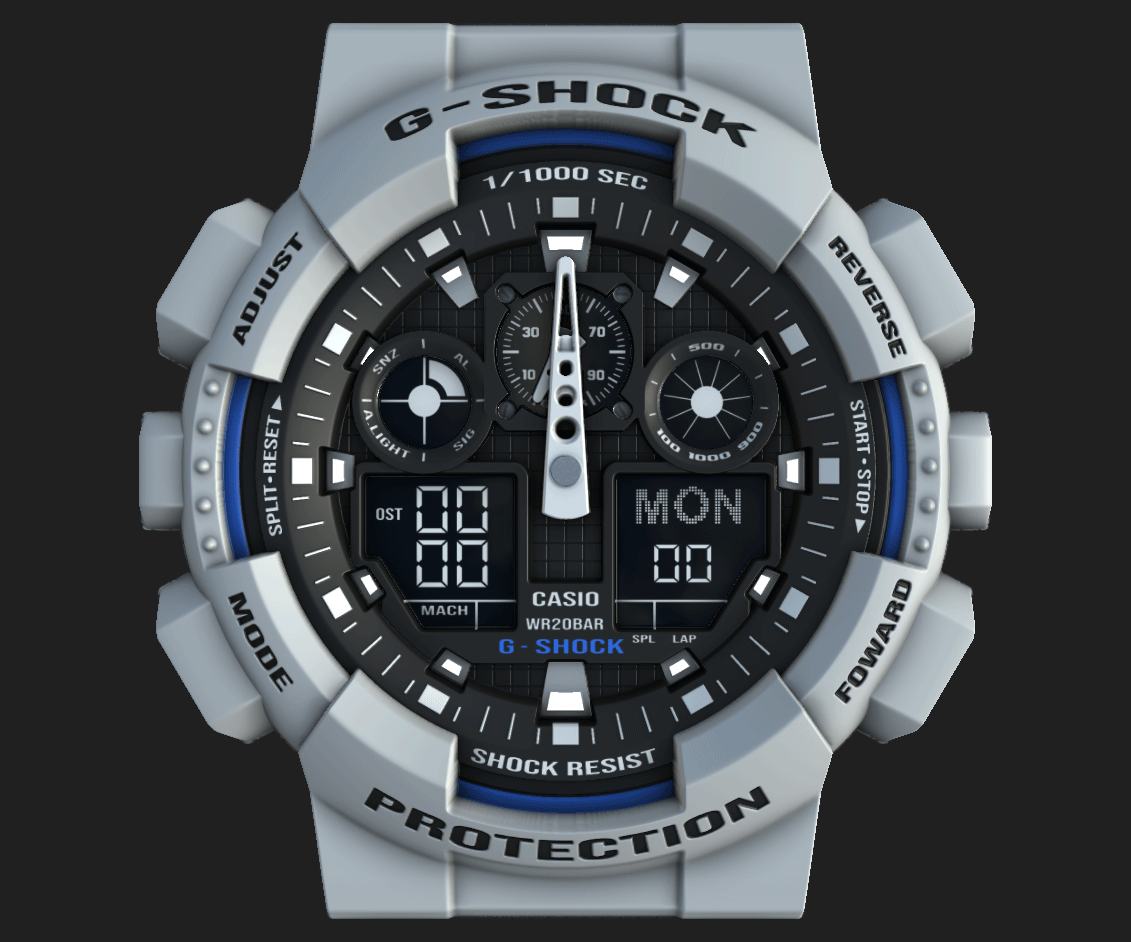 G-SHOCK
1/1000 SEC
ADJUST
REVERSE
30 70
10 90
SNZ AL
A.LIGHT SIG
500
100 1000 900
SPLIT•RESET ▶
START•STOP ▶
OST 00
00
MACH
MON
00
CASIO
WR20BAR
G-SHOCK
SPL LAP
MODE
FOWARD
SHOCK RESIST
PROTECTION